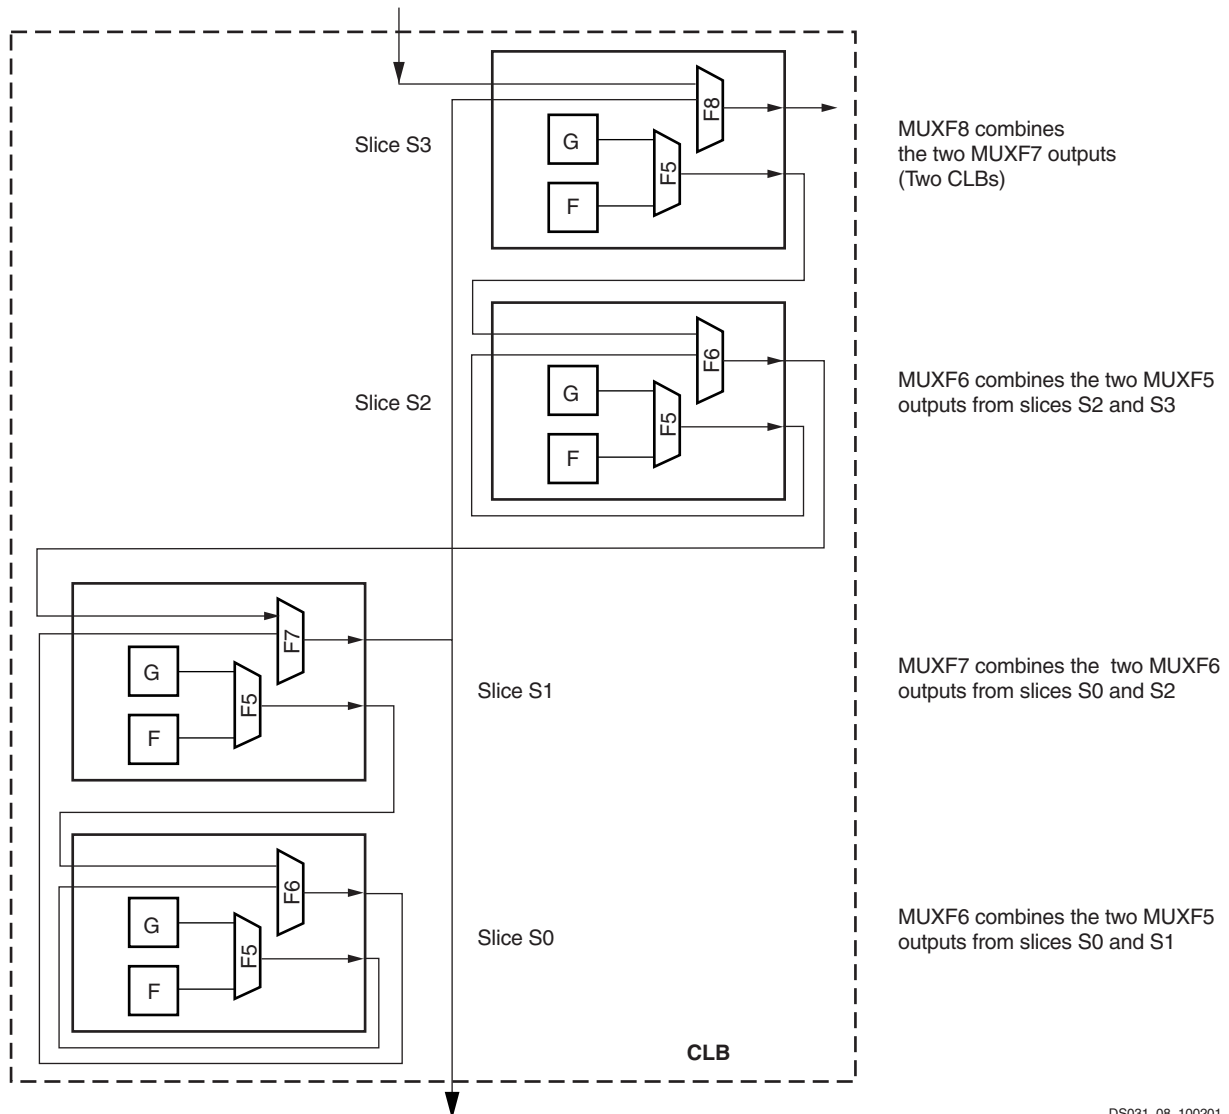 F8
Slice S3
G
F5
F
MUXF8 combines
the two MUXF7 outputs
(Two CLBs)
F6
Slice S2
G
F5
F
MUXF6 combines the two MUXF5
outputs from slices S2 and S3
F7
G
F5
F
Slice S1
MUXF7 combines the two MUXF6
outputs from slices S0 and S2
F6
G
F5
F
Slice S0
MUXF6 combines the two MUXF5
outputs from slices S0 and S1
CLB
DS031_08_100201